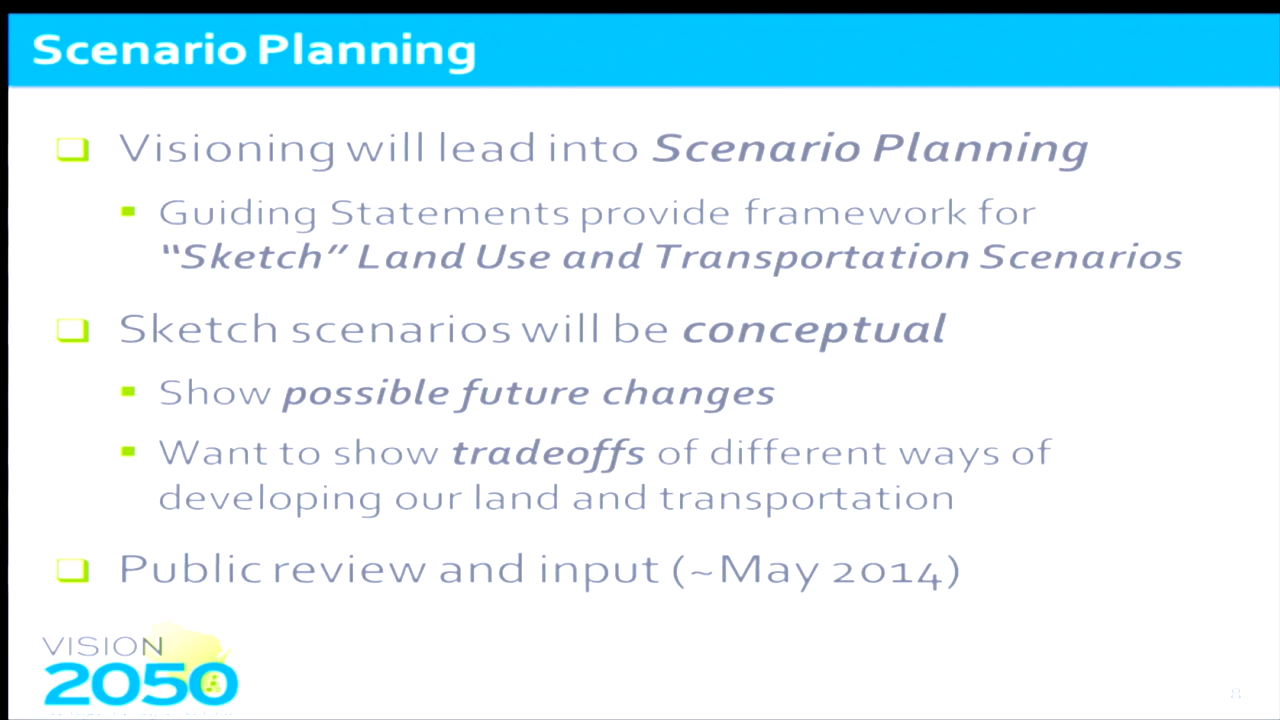 Scenario Planning
Visioning will lead into Scenario Planning
Guiding Statements provide framework for
“Sketch” Land Use and Transportation Scenarios
Sketch scenarios will be conceptual
Show possible future changes
Want to show tradeoffs of different ways of
developing our land and transportation
Public review and input (~May 2014)
VISION
2050
8